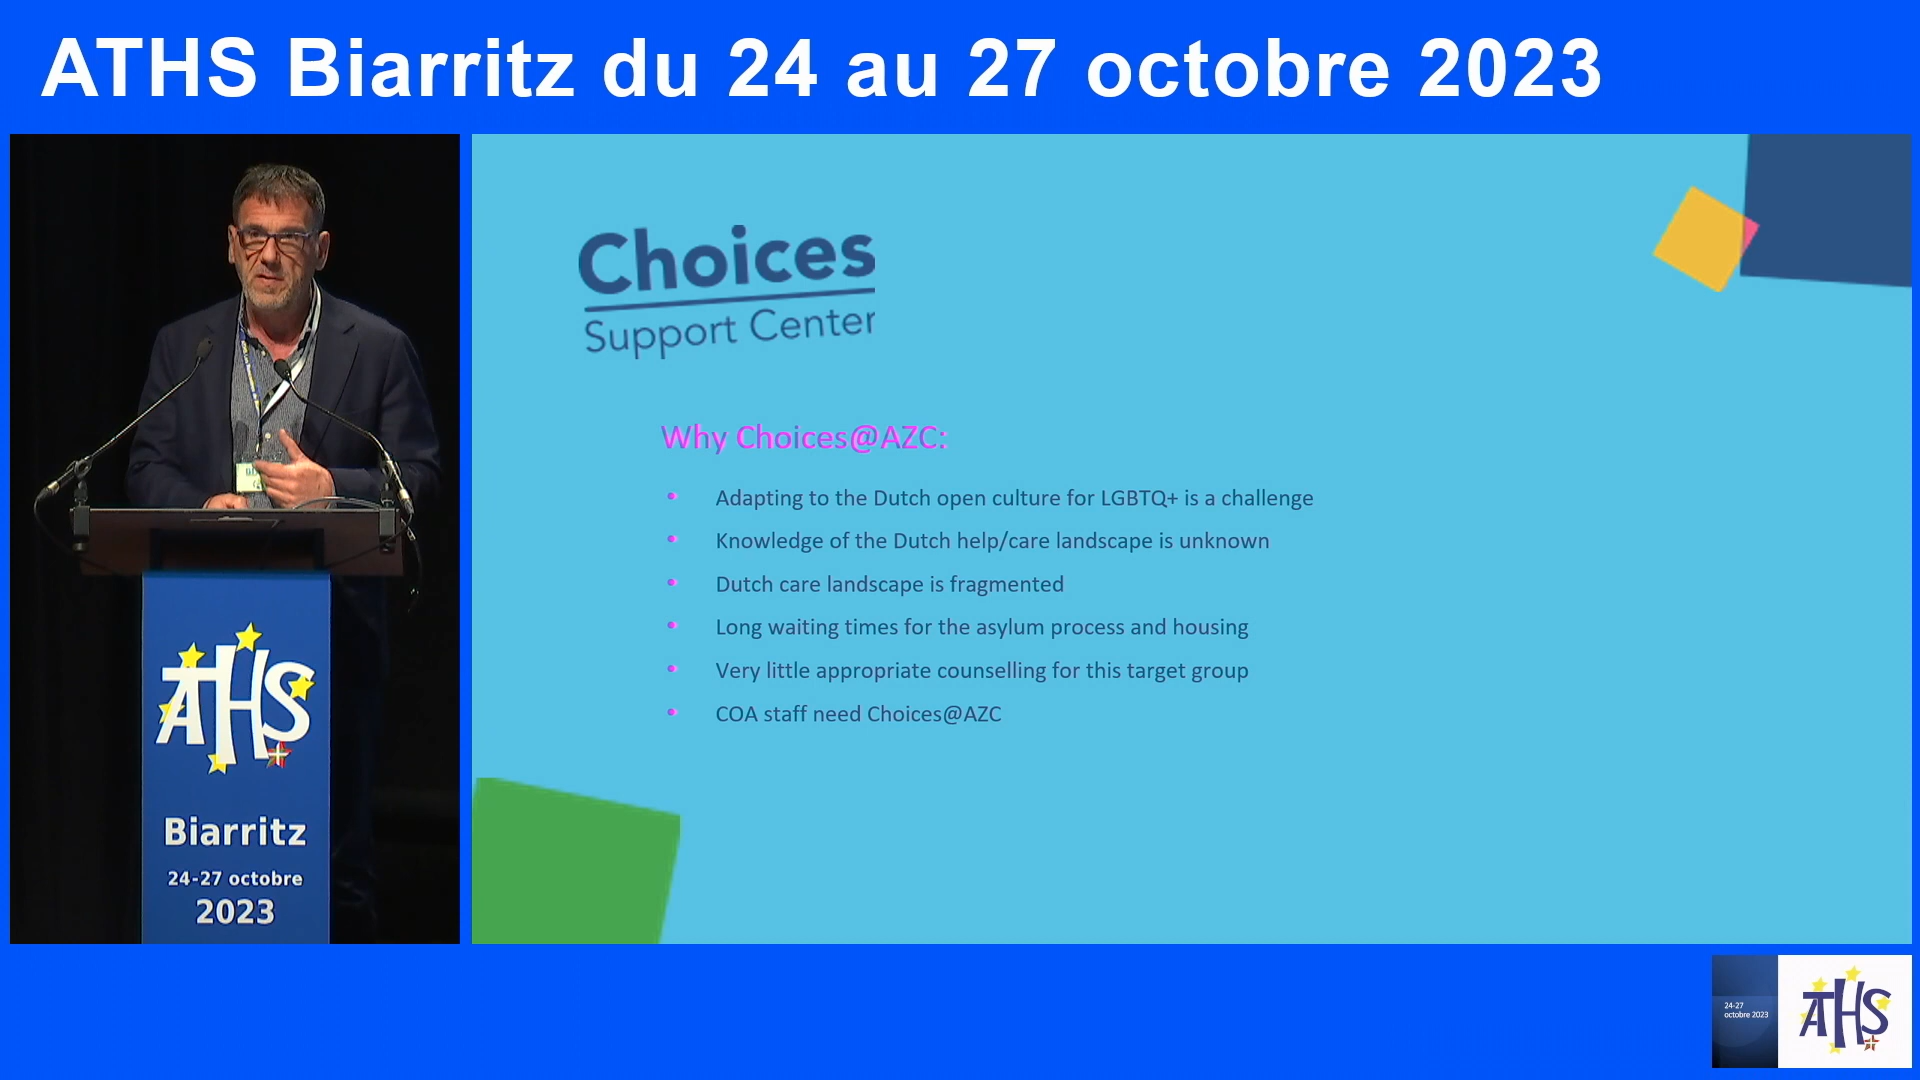 ATHS Biarritz du 24 au 27 octobre 2023
Choices
Support Center
Why Choices@AZC:
• Adapting to the Dutch open culture for LGBTQ+ is a challenge
• Knowledge of the Dutch help/care landscape is unknown
• Dutch care landscape is fragmented
• Long waiting times for the asylum process and housing
• Very little appropriate counselling for this target group
• COA staff need Choices@AZC
ATHS
Biarritz
24-27 octobre
2023
24-27
octobre 2023
ATHS